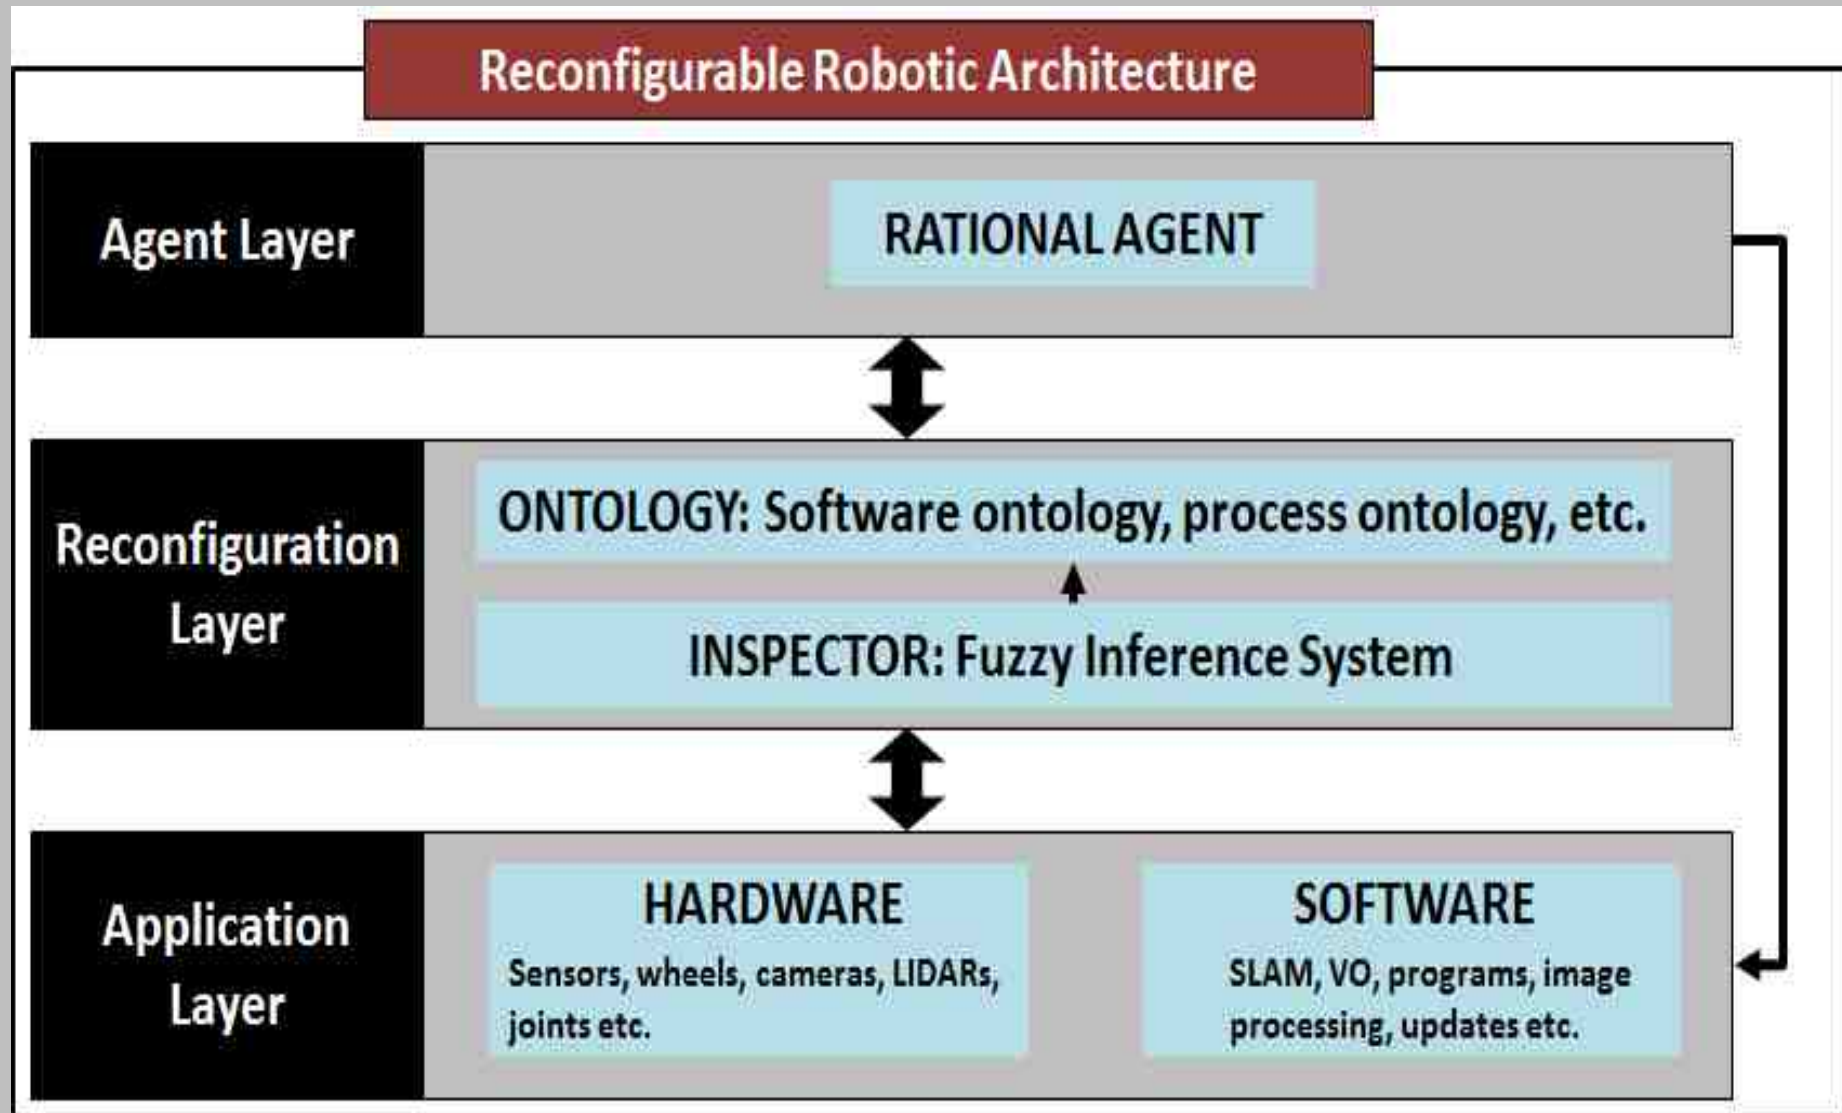 Reconfigurable Robotic Architecture
Agent Layer
RATIONAL AGENT
Reconfiguration
Layer
ONTOLOGY: Software ontology, process ontology, etc.
INSPECTOR: Fuzzy Inference System
Application
Layer
HARDWARE
Sensors, wheels, cameras, LIDARs,
joints etc.
SOFTWARE
SLAM, VO, programs, image
processing, updates etc.